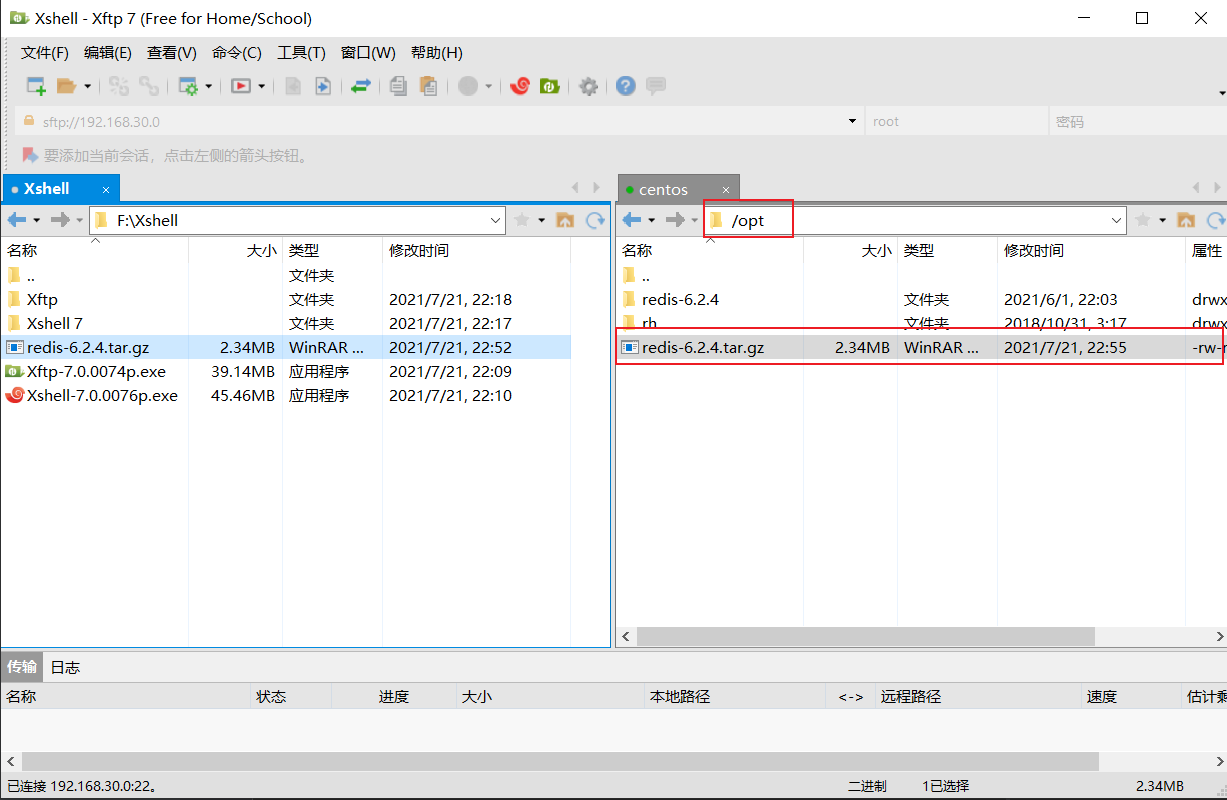 Xshell - Xftp 7 (Free for Home/School)
文件(F) 编辑(E) 查看(V) 命令(C) 工具(T) 窗口(W) 帮助(H)
sftp://192.168.30.0 root 密码
要添加当前会话，点击左侧的箭头按钮。
Xshell × centos ×
F:\Xshell /opt
名称 大小 类型 修改时间 名称 大小 类型 修改时间 属性
.. 文件夹 ..
Xftp 文件夹 2021/7/21, 22:18 redis-6.2.4 文件夹 2021/6/1, 22:03 drwx
Xshell 7 文件夹 2021/7/21, 22:17 rh 文件夹 2018/10/31, 3:17 drwx
redis-6.2.4.tar.gz 2.34MB WinRAR ... 2021/7/21, 22:52 redis-6.2.4.tar.gz 2.34MB WinRAR ... 2021/7/21, 22:55 -rw-r
Xftp-7.0.0074p.exe 39.14MB 应用程序 2021/7/21, 22:09
Xshell-7.0.0076p.exe 45.46MB 应用程序 2021/7/21, 22:10
传输 日志
名称 状态 进度 大小 本地路径 <-> 远程路径 速度 估计剩
已连接 192.168.30.0:22。 二进制 1已选择 2.34MB